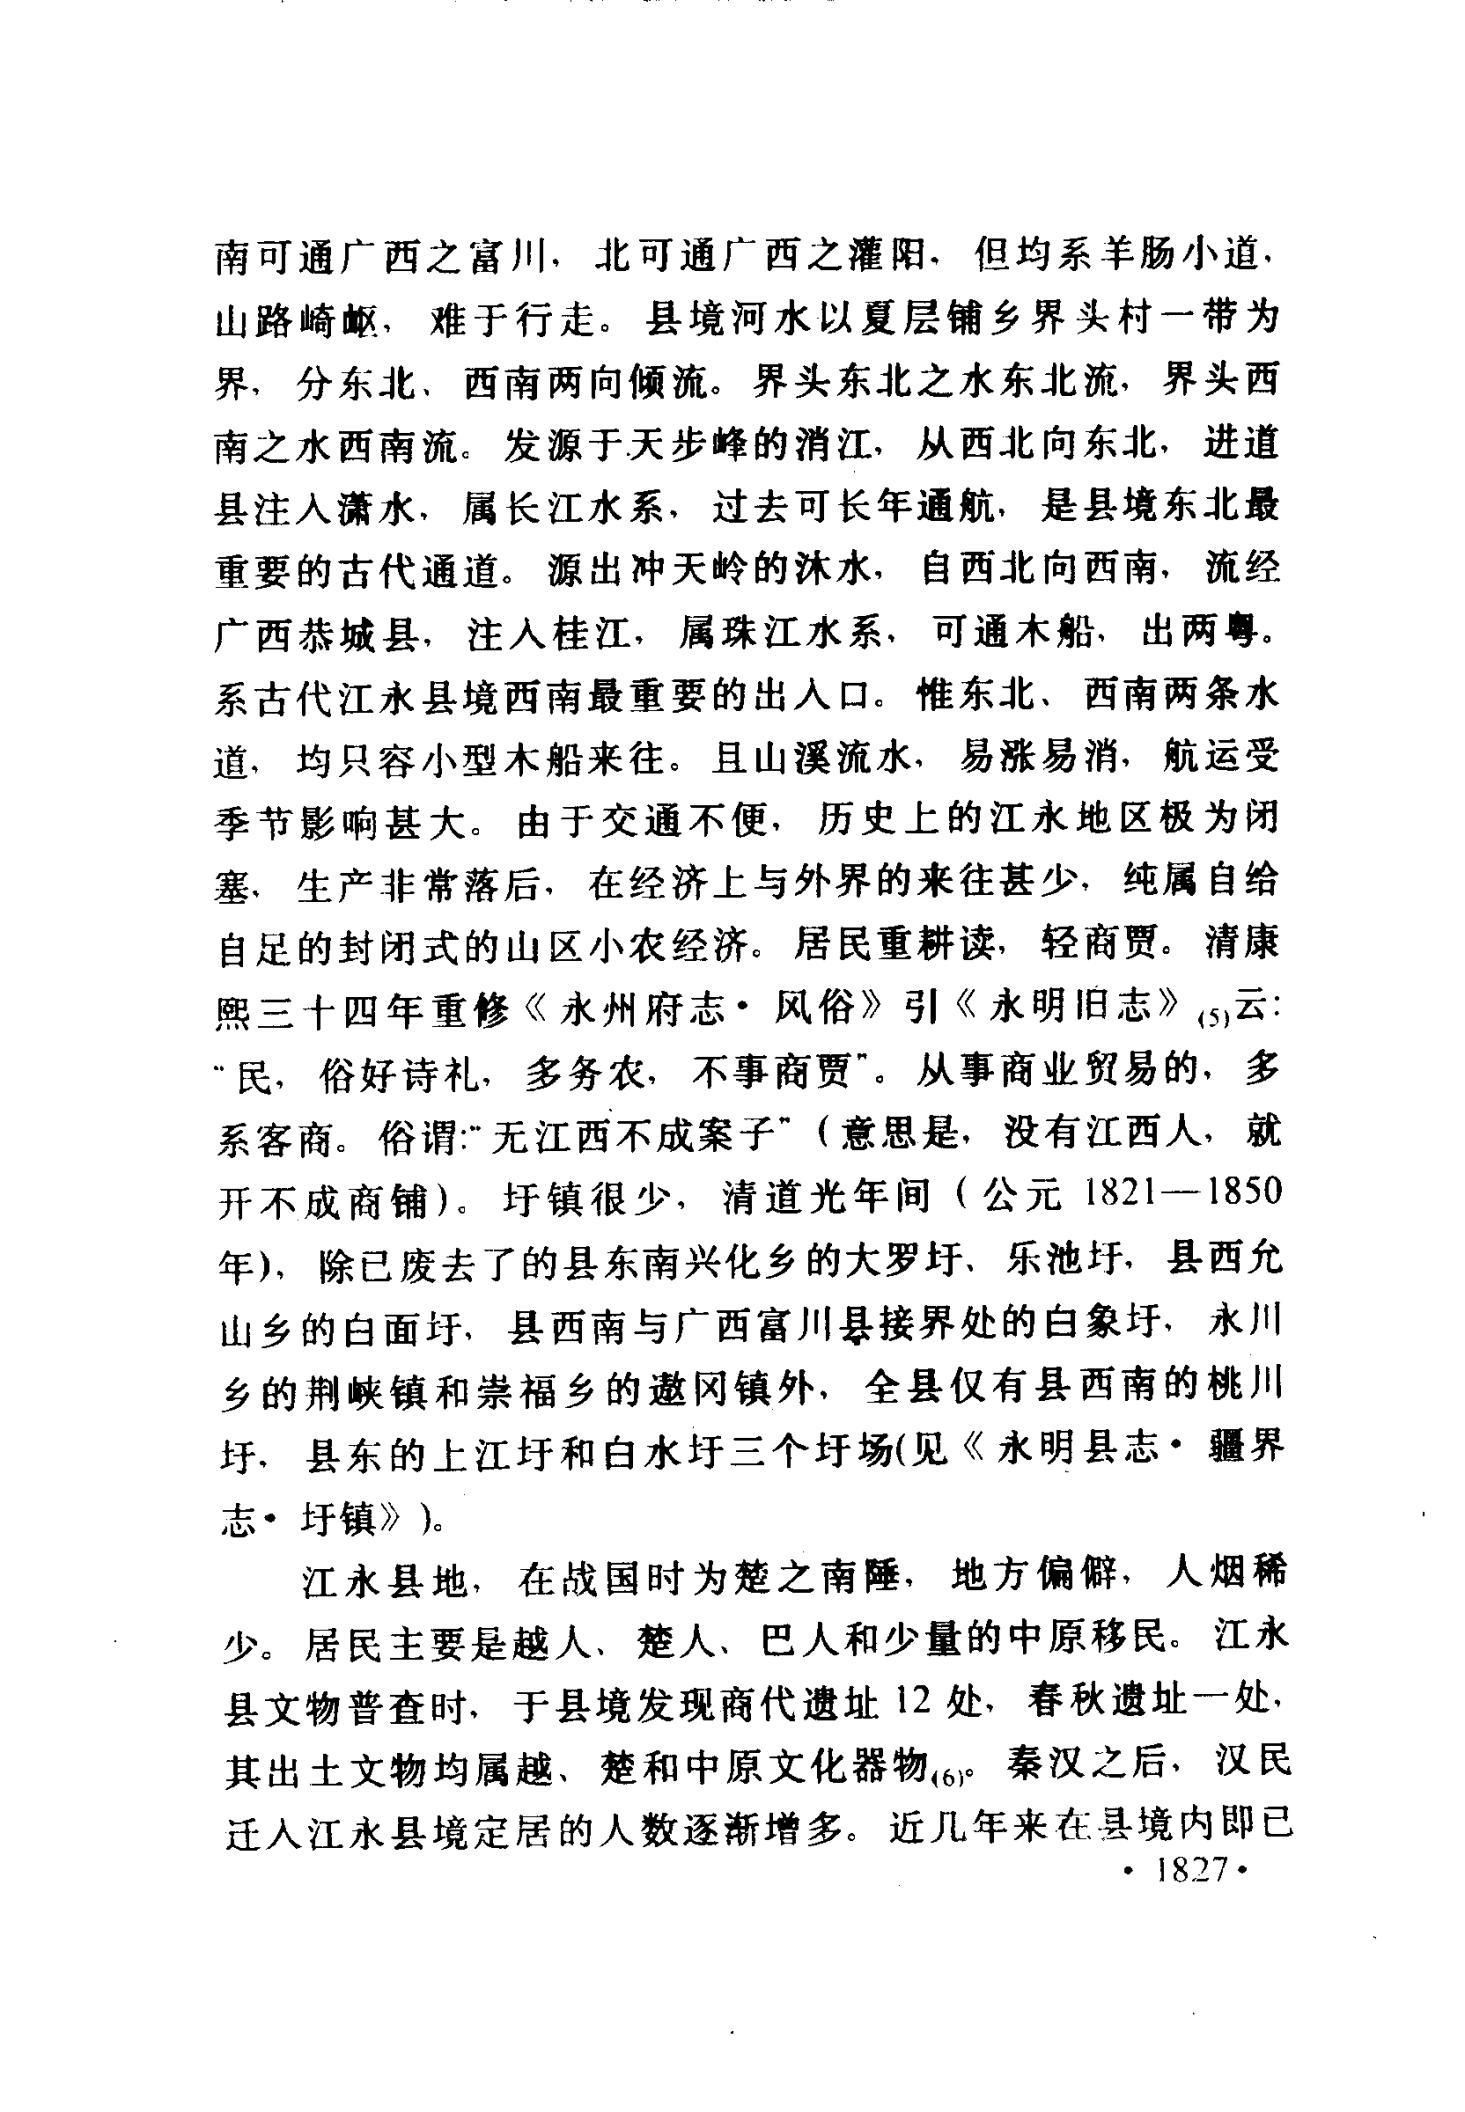 南可通广西之富川，北可通广西之灌阳，但均系羊肠小道，
山路崎岖，难于行走。县境河水以夏层铺乡界头村一带为
界，分东北、西南两向倾流。界头东北之水东北流，界头西
南之水西南流。发源于天步峰的消江，从西北向东北，进道
县注入潇水，属长江水系，过去可长年通航，是县境东北最
重要的古代通道。源出冲天岭的沐水，自西北向西南，流经
广西恭城县，注入桂江，属珠江水系，可通木船，出两粤。
系古代江永县境西南最重要的出入口。惟东北、西南两条水
道，均只容小型木船来往。且山溪流水，易涨易消，航运受
季节影响甚大。由于交通不便，历史上的江永地区极为闭
塞，生产非常落后，在经济上与外界的来往甚少，纯属自给
自足的封闭式的山区小农经济。居民重耕读，轻商贾。清康
熙三十四年重修《永州府志·风俗》引《永明旧志》(5)云：
“民，俗好诗礼，多务农，不事商贾”。从事商业贸易的，多
系客商。俗谓：“无江西不成案子”（意思是，没有江西人，就
开不成商铺）。圩镇很少，清道光年间（公元1821—1850
年），除已废去了的县东南兴化乡的大罗圩、乐池圩，县西允
山乡的白面圩，县西南与广西富川县接界处的白象圩，永川
乡的荆峡镇和崇福乡的遨冈镇外，全县仅有县西南的桃川
圩，县东的上江圩和白水圩三个圩场(见《永明县志·疆界
志·圩镇》)。
江永县地，在战国时为楚之南陲，地方偏僻，人烟稀
少。居民主要是越人、楚人、巴人和少量的中原移民。江永
县文物普查时，于县境发现商代遗址12处，春秋遗址一处，
其出土文物均属越、楚和中原文化器物(6)。秦汉之后，汉民
迁入江永县境定居的人数逐渐增多。近几年来在县境内即已
·1827·